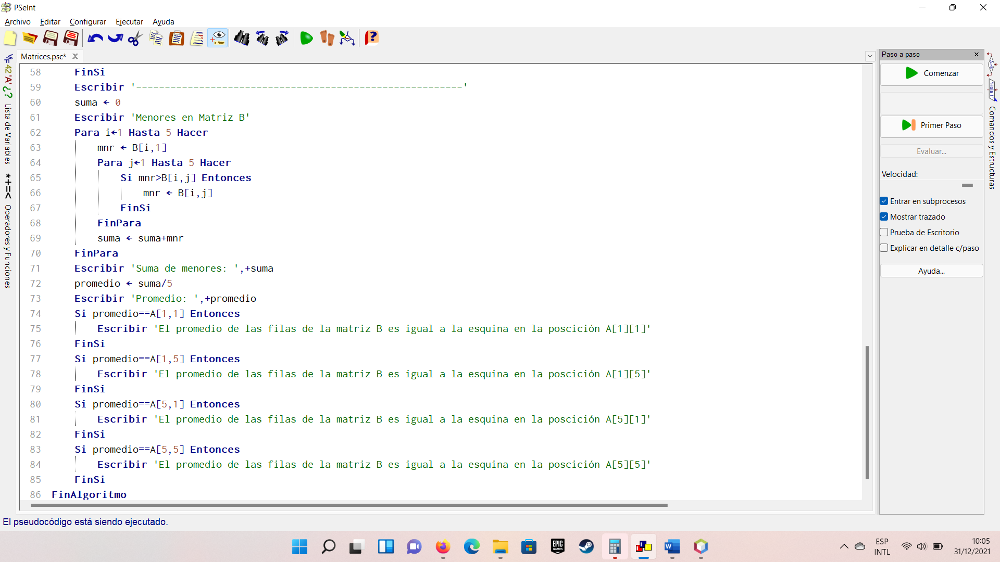 PSeInt
Archivo Editar Configurar Ejecutar Ayuda
Matrices.psc*
58 FinSi
59 Escribir '---------------------------------------------------------'
60 suma ← 0
61 Escribir 'Menores en Matriz B'
62 Para i←1 Hasta 5 Hacer
63 mnr ← B[i,1]
64 Para j←1 Hasta 5 Hacer
65 Si mnr>B[i,j] Entonces
66 mnr ← B[i,j]
67 FinSi
68 FinPara
69 suma ← suma+mnr
70 FinPara
71 Escribir 'Suma de menores: ',+suma
72 promedio ← suma/5
73 Escribir 'Promedio: ',+promedio
74 Si promedio==A[1,1] Entonces
75 Escribir 'El promedio de las filas de la matriz B es igual a la esquina en la poscición A[1][1]'
76 FinSi
77 Si promedio==A[1,5] Entonces
78 Escribir 'El promedio de las filas de la matriz B es igual a la esquina en la poscición A[1][5]'
79 FinSi
80 Si promedio==A[5,1] Entonces
81 Escribir 'El promedio de las filas de la matriz B es igual a la esquina en la poscición A[5][1]'
82 FinSi
83 Si promedio==A[5,5] Entonces
84 Escribir 'El promedio de las filas de la matriz B es igual a la esquina en la poscición A[5][5]'
85 FinSi
86 FinAlgoritmo
42 'A' ¿?
Lista de Variables
*+=<
Operadores y Funciones
Paso a paso
Comenzar
Primer Paso
Evaluar...
Velocidad:
Entrar en subprocesos
Mostrar trazado
Prueba de Escritorio
Explicar en detalle c/paso
Ayuda...
A>B
'Hola !'
Comandos y Estructuras
El pseudocódigo está siendo ejecutado.
EPIC GAMES
W
ESP
INTL
10:05
31/12/2021